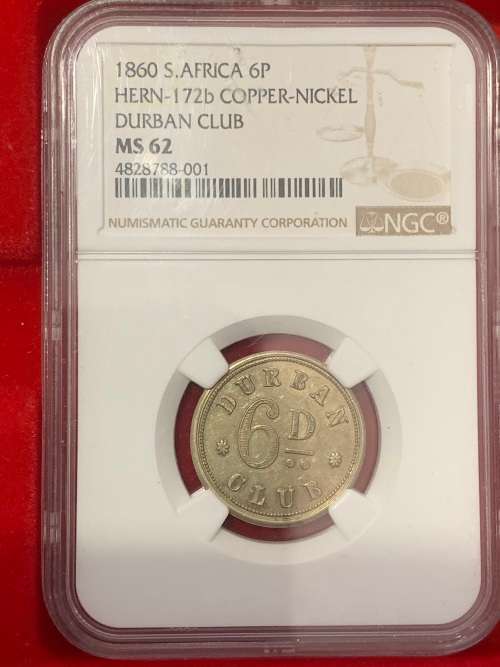 1860 S.AFRICA 6P
HERN-172b COPPER-NICKEL
DURBAN CLUB
MS 62
4828788-001
NUMISMATIC GUARANTY CORPORATION NGC®
DURBAN
6D
CLUB